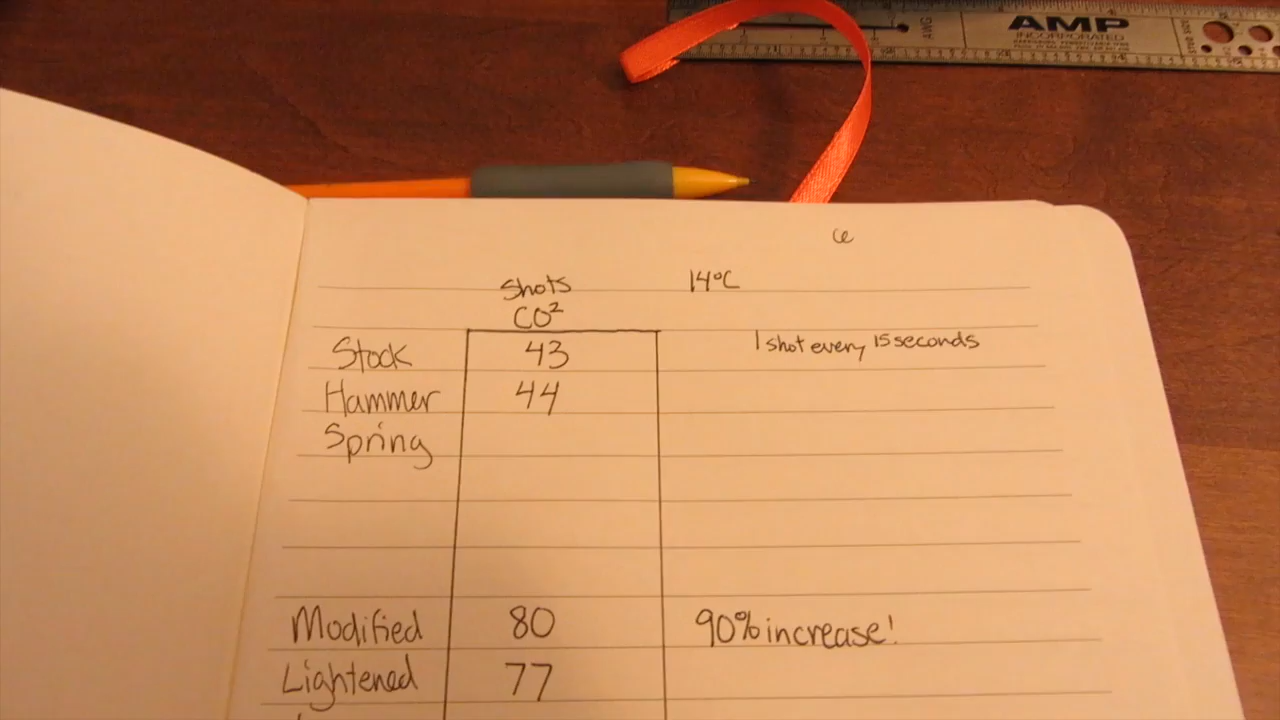 AWG
AMP
INCORPORATED
Shots
14°C
CO²
Stock 43 1 shot every 15 seconds
Hammer 44
Spring
Modified 80 90% increase!
Lightened 77